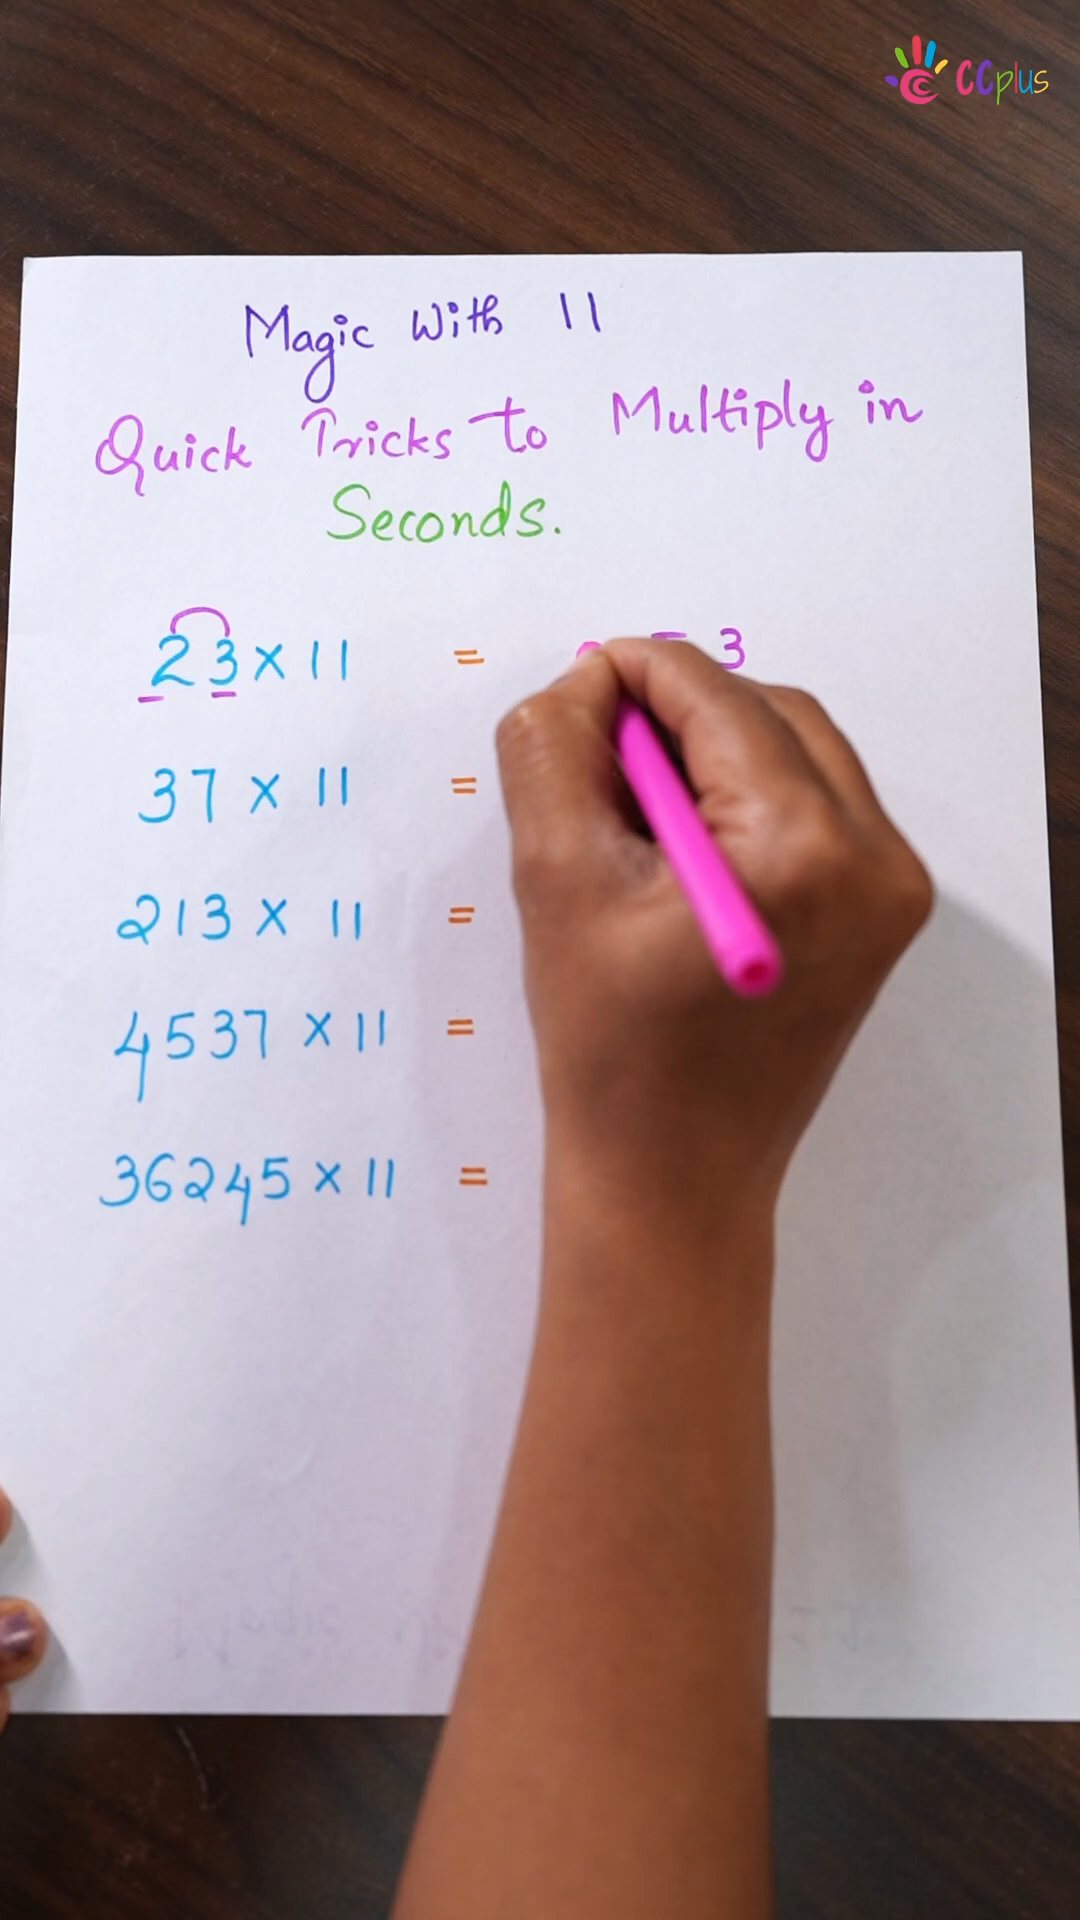 CCplus
Magic With 11
Quick Tricks to Multiply in
Seconds.
23 × 11 = 3
37 × 11 =
213 × 11 =
4537 × 11 =
36245 × 11 =